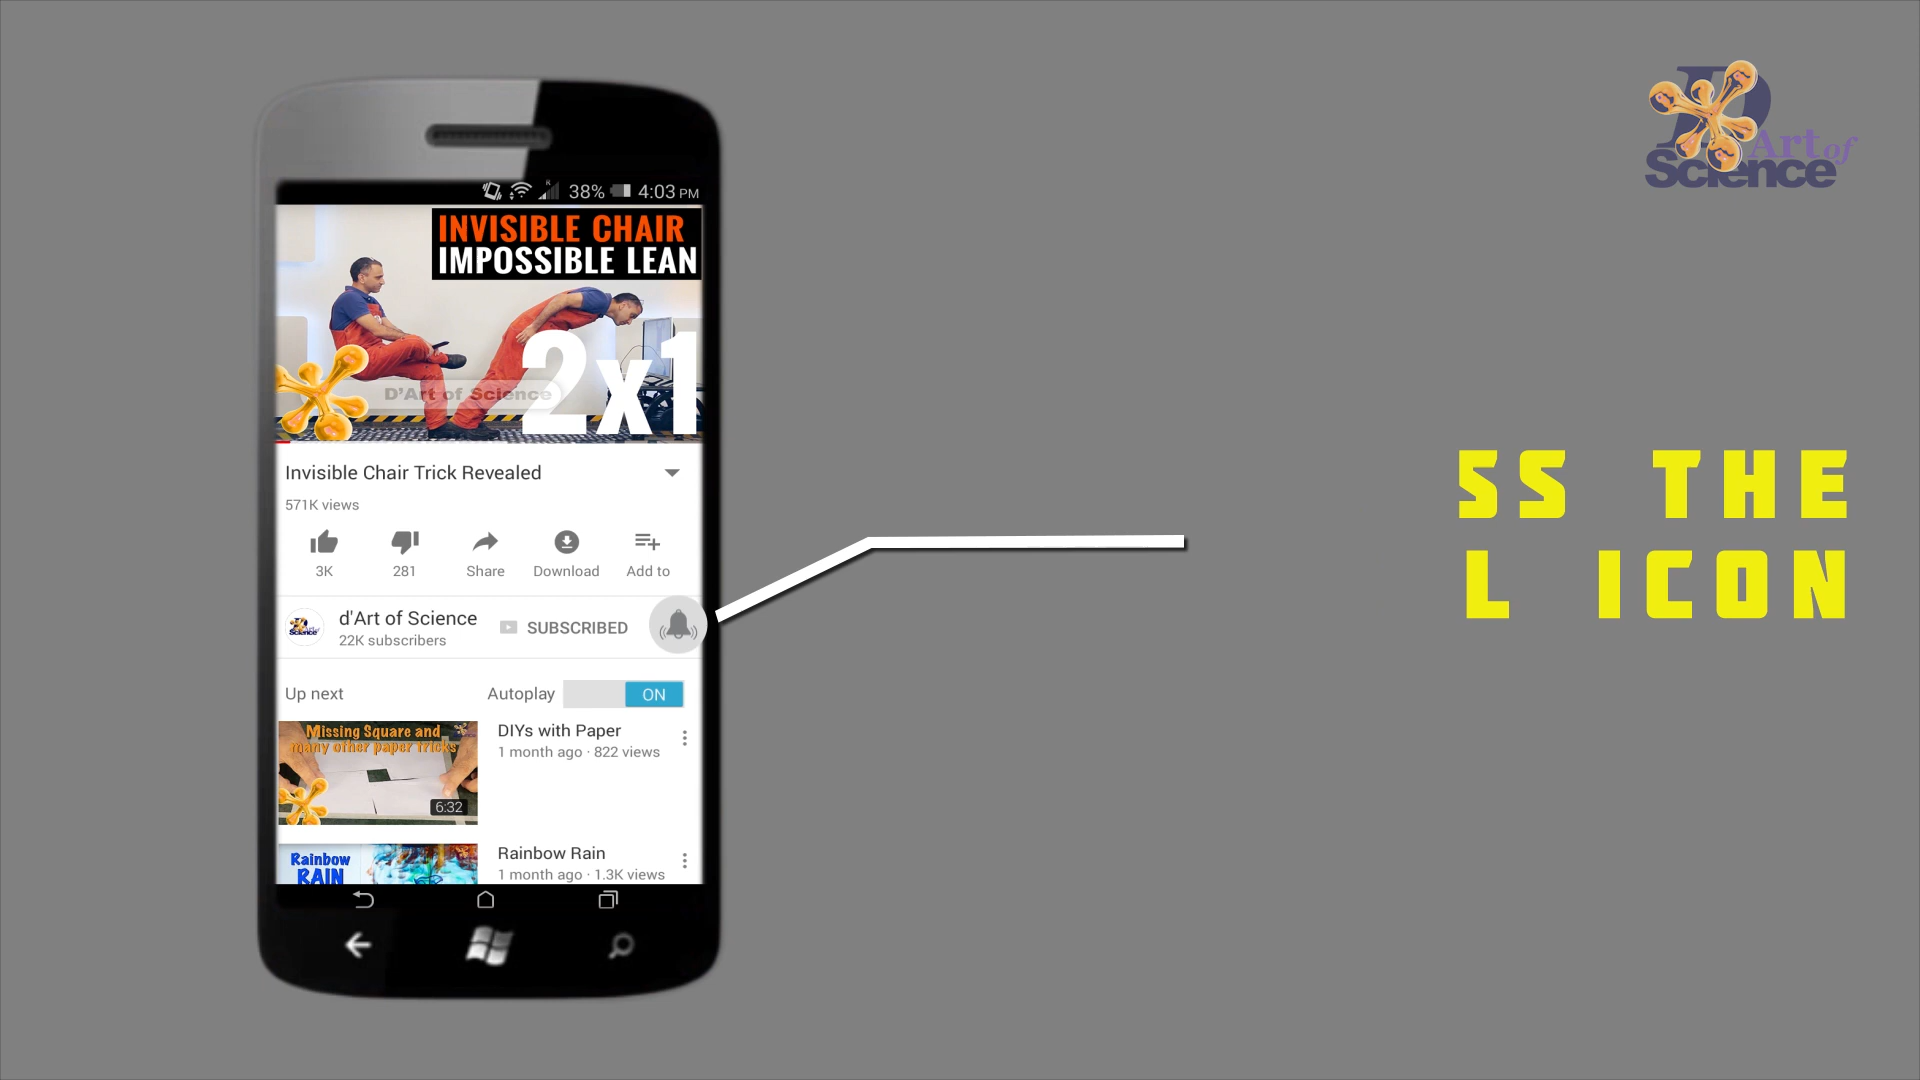 38% 4:03 PM
INVISIBLE CHAIR
IMPOSSIBLE LEAN
2x1
D'Art of Science
Invisible Chair Trick Revealed
571K views
3K 281 Share Download Add to
d'Art of Science
22K subscribers
SUBSCRIBED
Up next Autoplay ON
Missing Square and
many other paper tricks
6:32
DIYs with Paper
1 month ago · 822 views
Rainbow
RAIN
Rainbow Rain
1 month ago · 1.3K views
D'Art of
Science
SS THE
L ICON